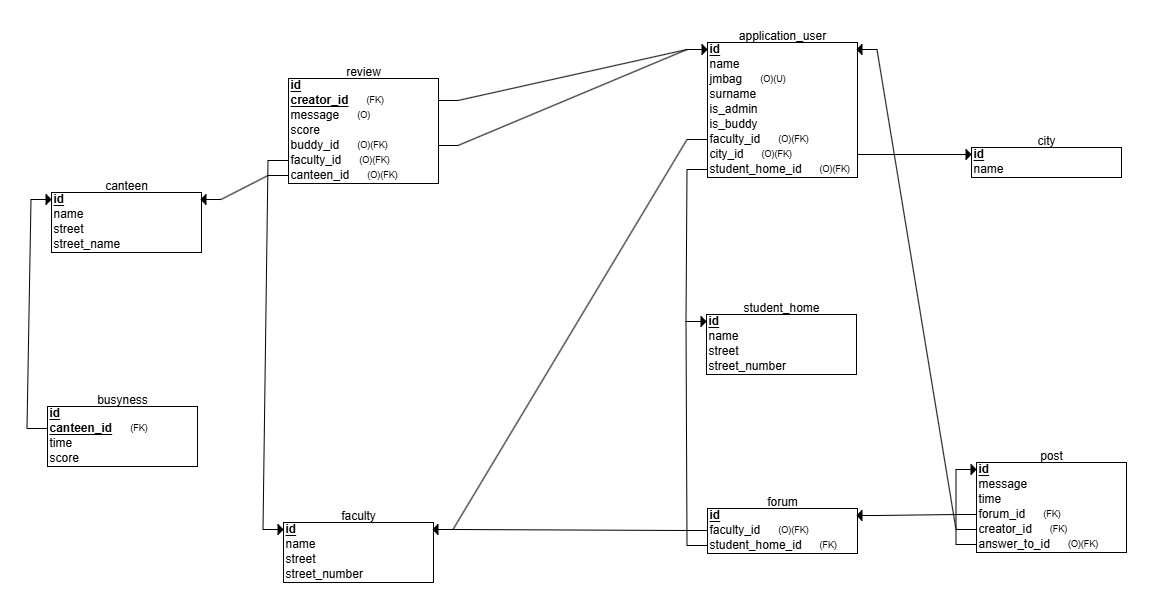 application_user
id
name
jmbag (O)(U)
surname
is_admin
is_buddy
faculty_id (O)(FK)
city_id (O)(FK)
student_home_id (O)(FK)
review
id
creator_id (FK)
message (O)
score
buddy_id (O)(FK)
faculty_id (O)(FK)
canteen_id (O)(FK)
city
id
name
canteen
id
name
street
street_name
student_home
id
name
street
street_number
busyness
id
canteen_id (FK)
time
score
post
id
message
time
forum_id (FK)
creator_id (FK)
answer_to_id (O)(FK)
forum
id
faculty_id (O)(FK)
student_home_id (FK)
faculty
id
name
street
street_number